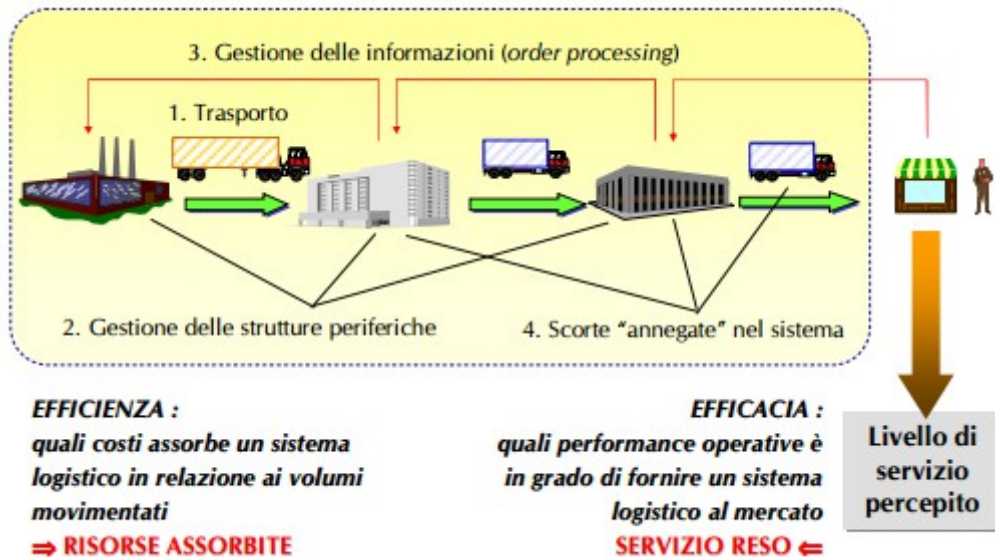 3. Gestione delle informazioni (order processing)
1. Trasporto
2. Gestione delle strutture periferiche
4. Scorte “annegate” nel sistema
EFFICIENZA :
quali costi assorbe un sistema
logistico in relazione ai volumi
movimentati
⇒ RISORSE ASSORBITE
EFFICACIA :
quali performance operative è
in grado di fornire un sistema
logistico al mercato
SERVIZIO RESO ⇐
Livello di
servizio
percepito